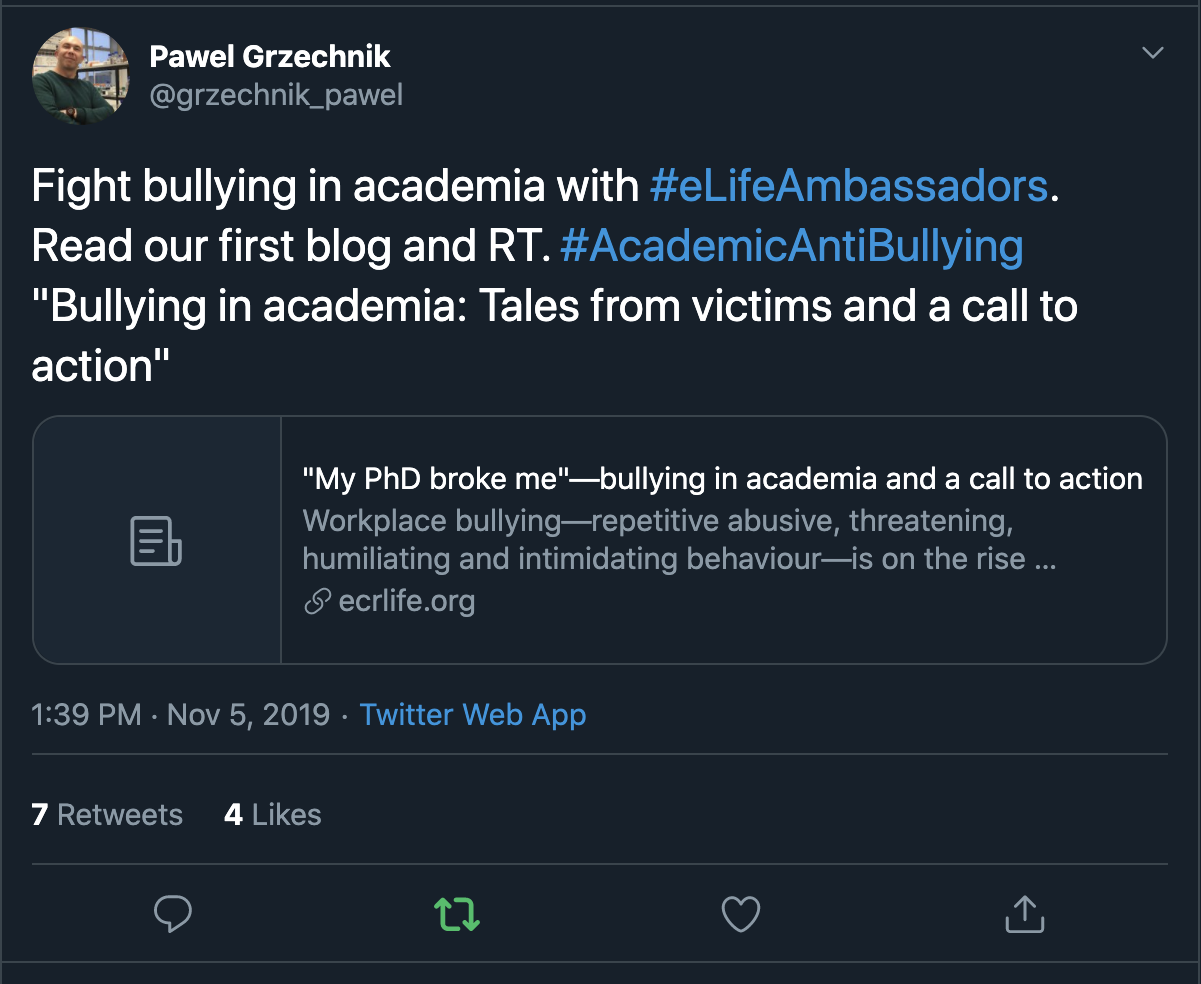 Pawel Grzechnik
@grzechnik_pawel
Fight bullying in academia with #eLifeAmbassadors.
Read our first blog and RT. #AcademicAntiBullying
"Bullying in academia: Tales from victims and a call to
action"
"My PhD broke me"—bullying in academia and a call to action
Workplace bullying—repetitive abusive, threatening,
humiliating and intimidating behaviour—is on the rise ...
ecrlife.org
1:39 PM · Nov 5, 2019 · Twitter Web App
7 Retweets 4 Likes